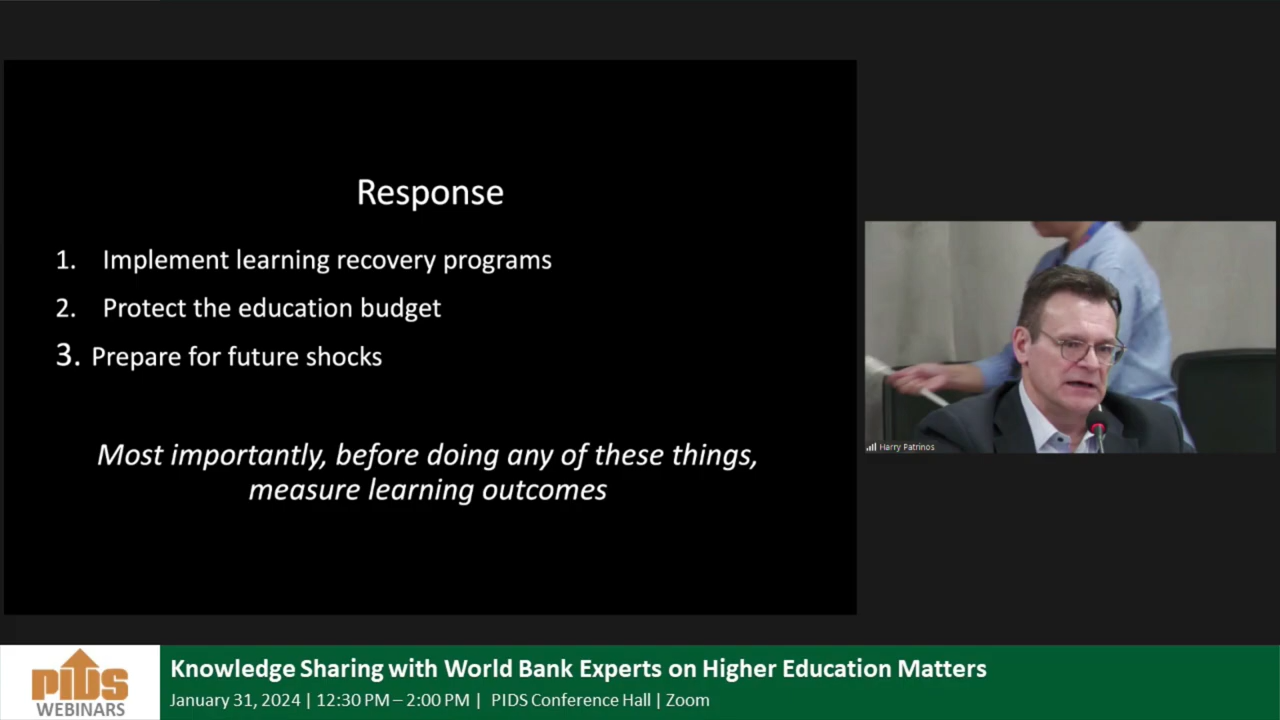 Response
1. Implement learning recovery programs
2. Protect the education budget
3. Prepare for future shocks
Most importantly, before doing any of these things,
measure learning outcomes
Harry Patrinos
PIDS
WEBINARS
Knowledge Sharing with World Bank Experts on Higher Education Matters
January 31, 2024 | 12:30 PM – 2:00 PM | PIDS Conference Hall | Zoom